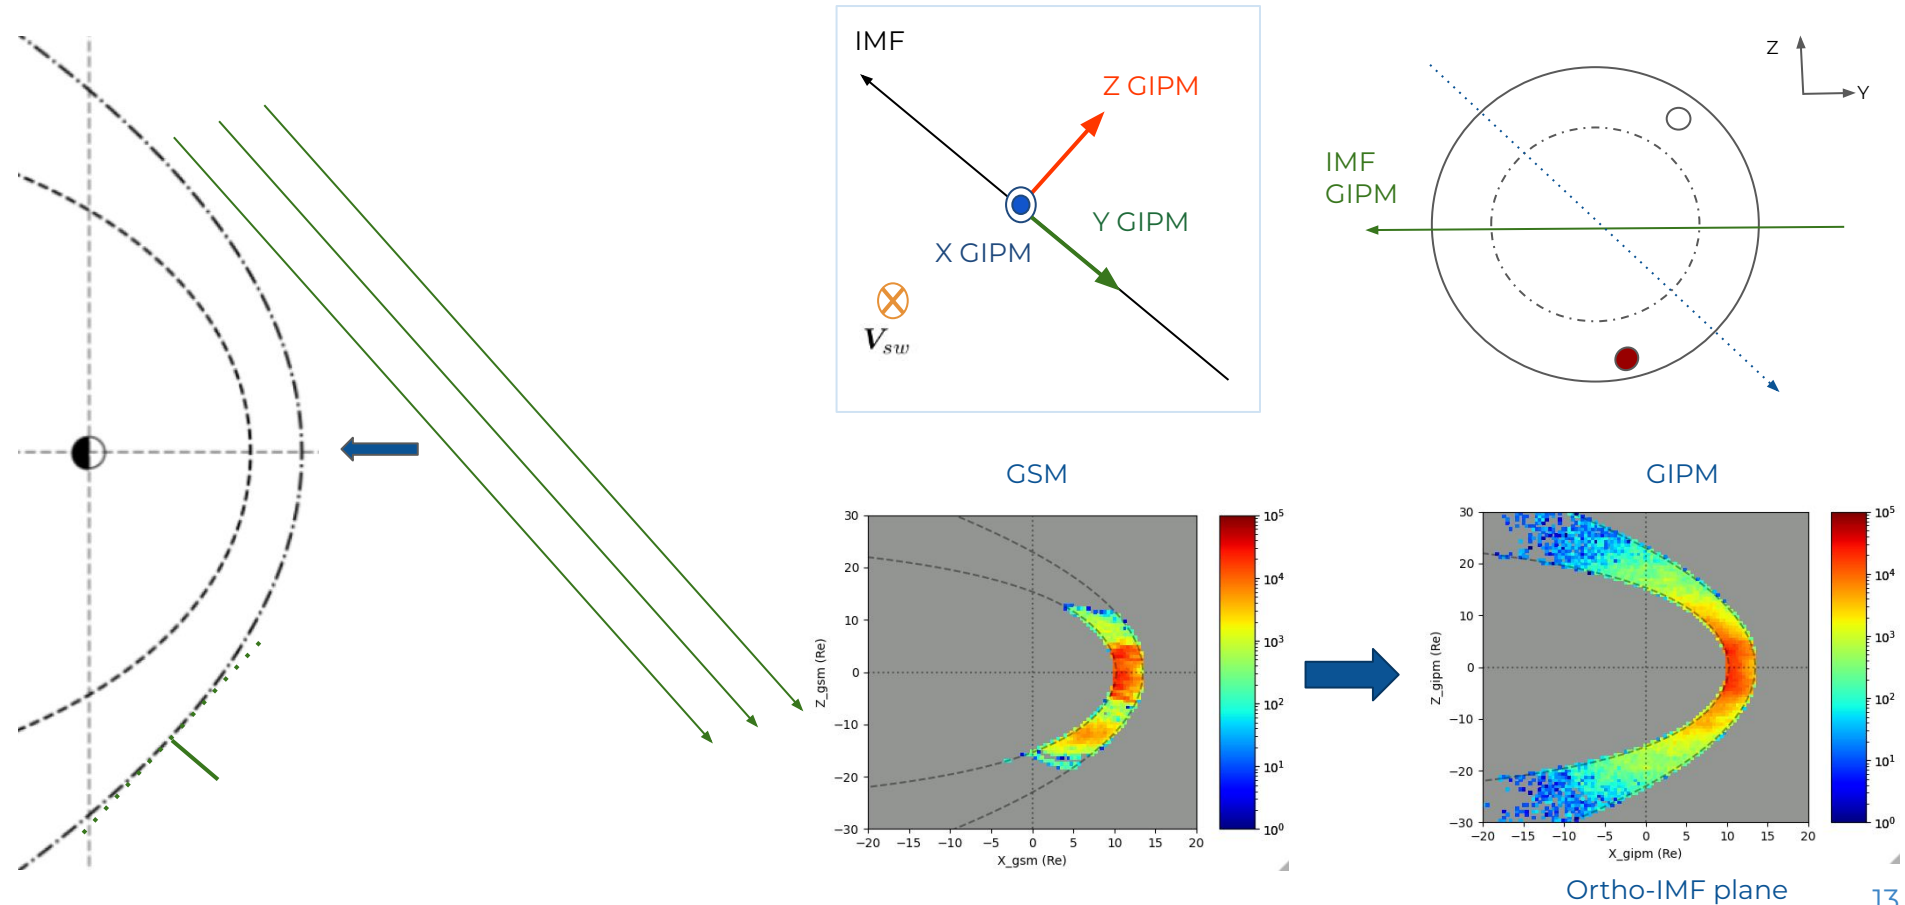 IMF
Z GIPM
Y GIPM
X GIPM
Vsw
Z
Y
IMF
GIPM
GSM
30
20
10
0
−10
−20
−30
−20 −15 −10 −5 0 5 10 15 20
Z_gsm (Re)
X_gsm (Re)
10⁵
10⁴
10³
10²
10¹
10⁰
GIPM
30
20
10
0
−10
−20
−30
−20 −15 −10 −5 0 5 10 15 20
Z_gipm (Re)
X_gipm (Re)
10⁵
10⁴
10³
10²
10¹
10⁰
Ortho-IMF plane
13